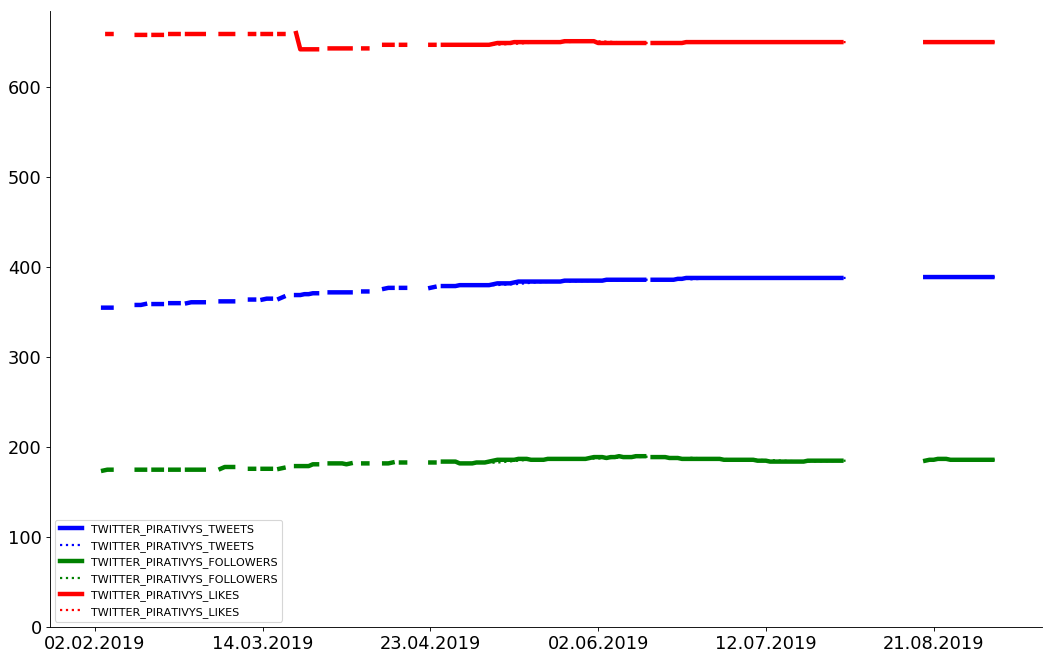 600
500
400
300
200
100
0
TWITTER_PIRATIVYS_TWEETS
TWITTER_PIRATIVYS_TWEETS
TWITTER_PIRATIVYS_FOLLOWERS
TWITTER_PIRATIVYS_FOLLOWERS
TWITTER_PIRATIVYS_LIKES
TWITTER_PIRATIVYS_LIKES
02.02.2019 14.03.2019 23.04.2019 02.06.2019 12.07.2019 21.08.2019